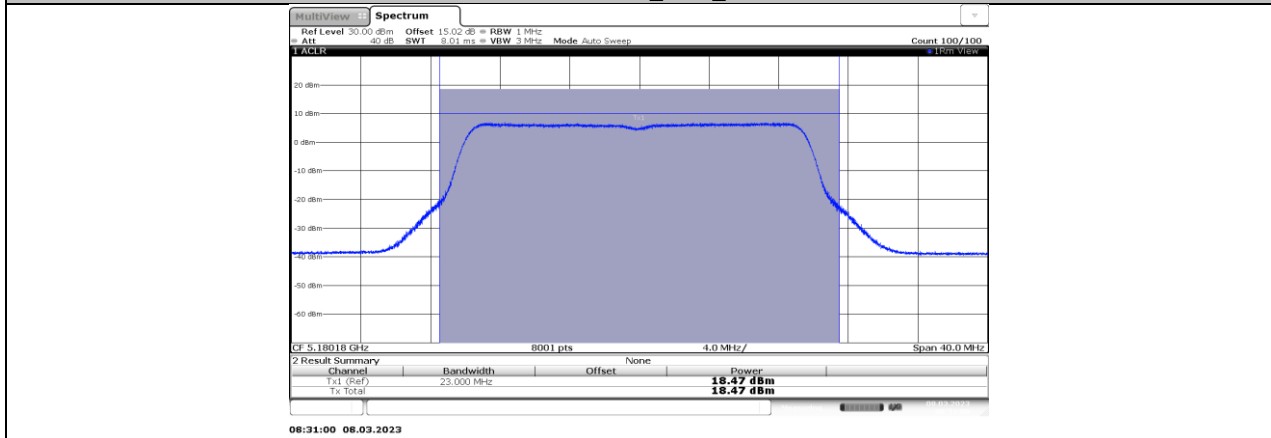 MultiView Spectrum
Ref Level 30.00 dBm Offset 15.02 dB RBW 1 MHz
Att 40 dB SWT 8.01 ms VBW 3 MHz Mode Auto Sweep Count 100/100
1 ACLR 1Rm View
20 dBm
10 dBm
Tx1
0 dBm
-10 dBm
-20 dBm
-30 dBm
-40 dBm
-50 dBm
-60 dBm
CF 5.18018 GHz 8001 pts 4.0 MHz/ Span 40.0 MHz
2 Result Summary None
Channel Bandwidth Offset Power
Tx1 (Ref) 23.000 MHz 18.47 dBm
Tx Total 18.47 dBm
08.03.2023
08:31:00 08.03.2023